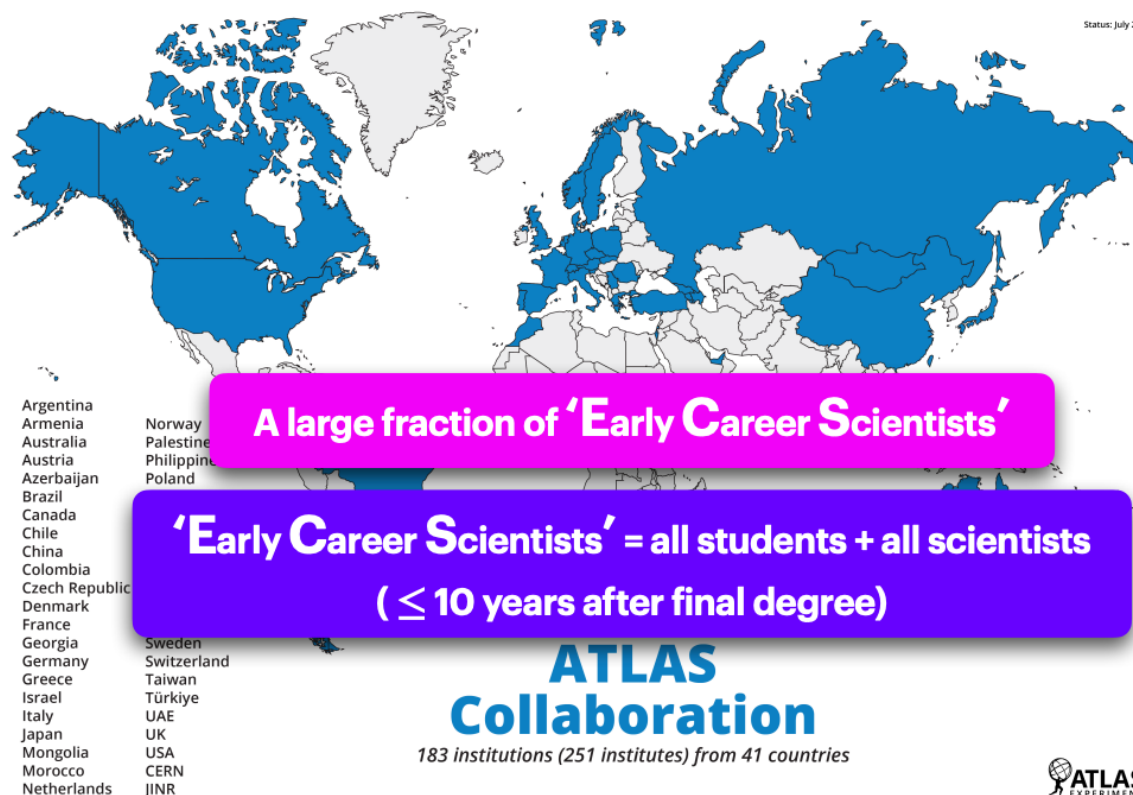 Status: July
A large fraction of ‘Early Career Scientists’
‘Early Career Scientists’ = all students + all scientists
( ≤ 10 years after final degree)
Argentina
Armenia
Australia
Austria
Azerbaijan
Brazil
Canada
Chile
China
Colombia
Czech Republic
Denmark
France
Georgia
Germany
Greece
Israel
Italy
Japan
Mongolia
Morocco
Netherlands
Norway
Palestine
Philippine
Poland
Sweden
Switzerland
Taiwan
Türkiye
UAE
UK
USA
CERN
JINR
ATLAS
Collaboration
183 institutions (251 institutes) from 41 countries
ATLAS
EXPERIMENT